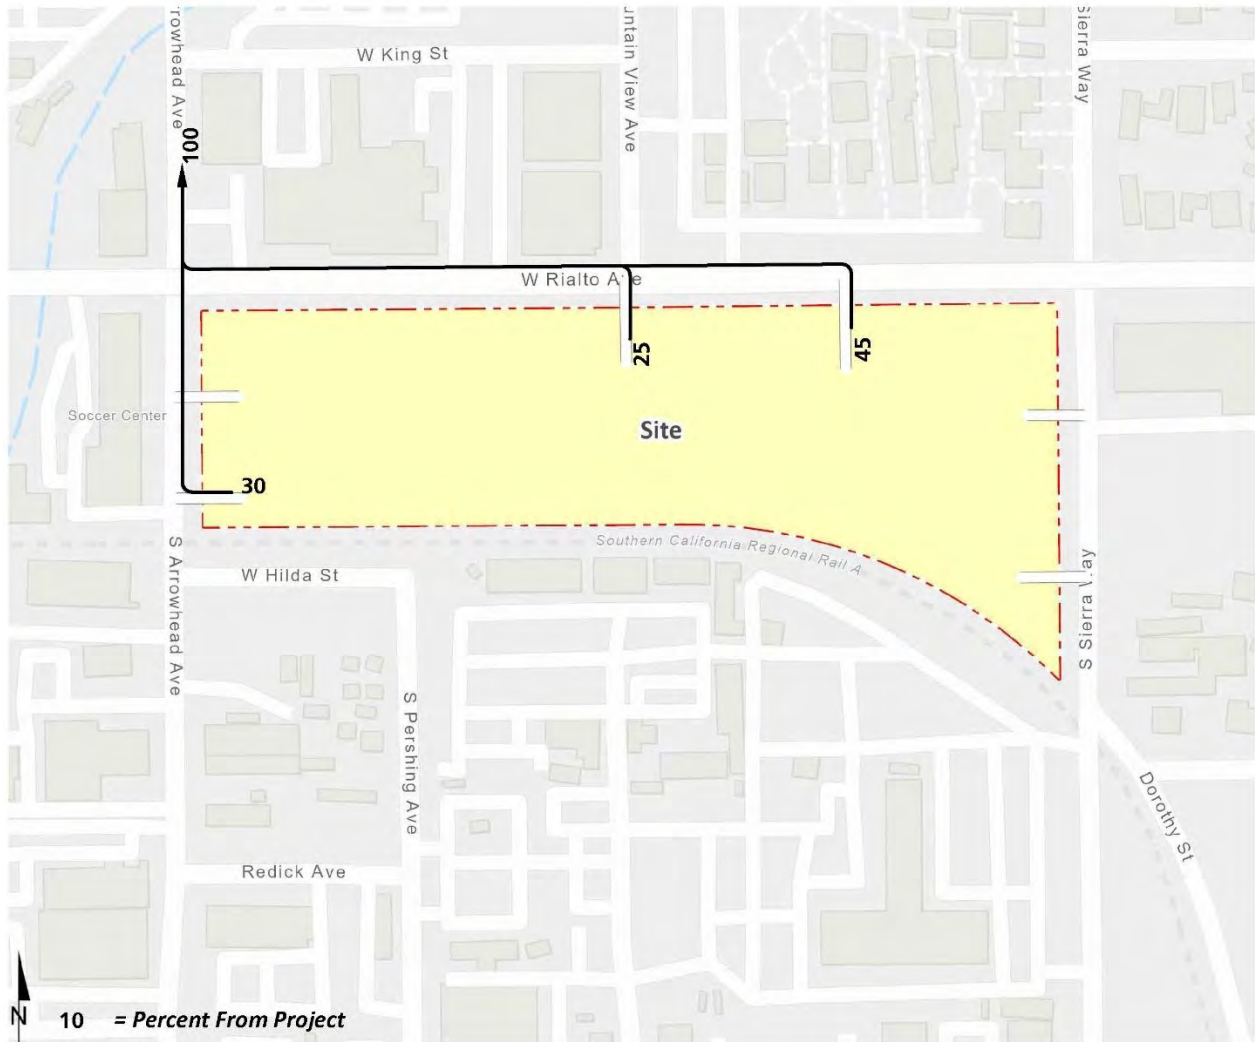 rrowhead Ave
W King St
untain View Ave
Sierra Way
100
W Rialto A e
25
45
Soccer Center
Site
30
Southern California Regional Rail A
S Arrowhead Ave
W Hilda St
S Sierra Way
S Pershing Ave
Dorothy St
Redick Ave
N
10 = Percent From Project